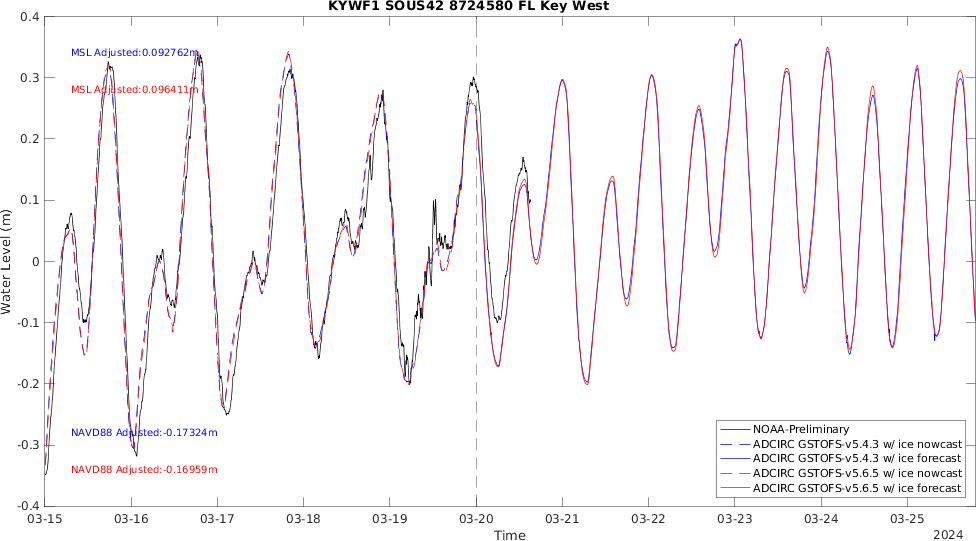 KYWF1 SOUS42 8724580 FL Key West
0.4
0.3
0.2
0.1
0
-0.1
-0.2
-0.3
-0.4
Water Level (m)
MSL Adjusted:0.092762m
MSL Adjusted:0.096411m
NAVD88 Adjusted:-0.17324m
NAVD88 Adjusted:-0.16959m
NOAA-Preliminary
ADCIRC GSTOFS-v5.4.3 w/ ice nowcast
ADCIRC GSTOFS-v5.4.3 w/ ice forecast
ADCIRC GSTOFS-v5.6.5 w/ ice nowcast
ADCIRC GSTOFS-v5.6.5 w/ ice forecast
03-15 03-16 03-17 03-18 03-19 03-20 03-21 03-22 03-23 03-24 03-25
Time
2024